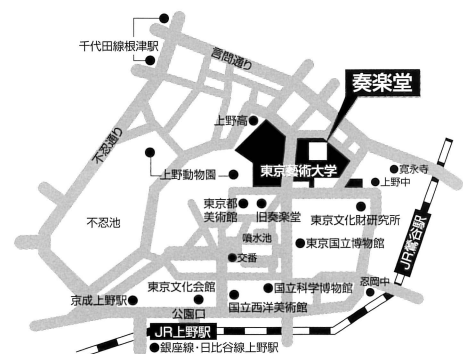 千代田線根津駅
言問通り
奏楽堂
不忍通り
上野高
上野動物園
東京藝術大学
寛永寺
上野中
東京都
美術館
旧奏楽堂
東京文化財研究所
不忍池
噴水池
東京国立博物館
JR鶯谷駅
交番
東京文化会館
国立科学博物館
忍岡中
京成上野駅
公園口
国立西洋美術館
JR上野駅
銀座線・日比谷線上野駅